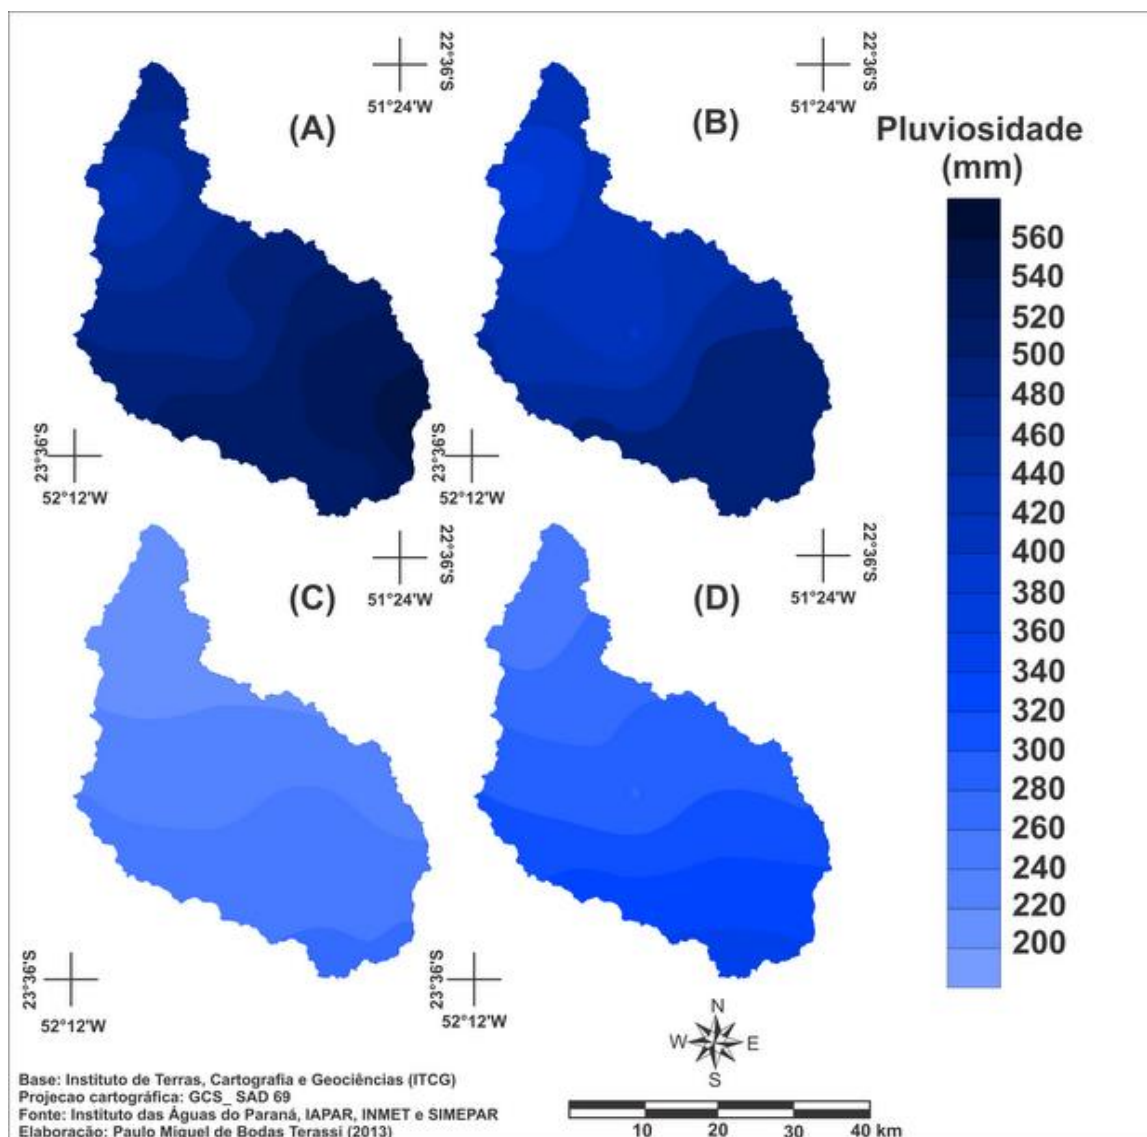 22°36'S
51°24'W
(A)
22°36'S
51°24'W
(B)
Pluviosidade
(mm)
560
540
520
500
480
460
440
420
400
380
360
340
320
300
280
260
240
220
200
23°36'S
52°12'W
23°36'S
52°12'W
22°36'S
51°24'W
(C)
22°36'S
51°24'W
(D)
23°36'S
52°12'W
23°36'S
52°12'W
N
W E
S
Base: Instituto de Terras, Cartografia e Geociências (ITCG)
Projecao cartográfica: GCS_ SAD 69
Fonte: Instituto das Águas do Paraná, IAPAR, INMET e SIMEPAR
Elaboração: Paulo Miguel de Bodas Terassi (2013)
10 20 30 40 km